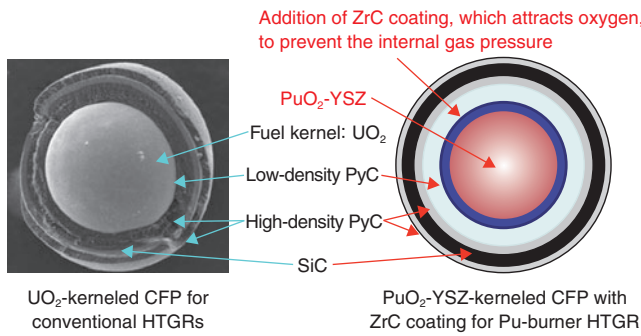 Addition of ZrC coating, which attracts oxygen,
to prevent the internal gas pressure
PuO₂-YSZ
Fuel kernel: UO₂
Low-density PyC
High-density PyC
SiC
UO₂-kerneled CFP for
conventional HTGRs
PuO₂-YSZ-kerneled CFP with
ZrC coating for Pu-burner HTGR